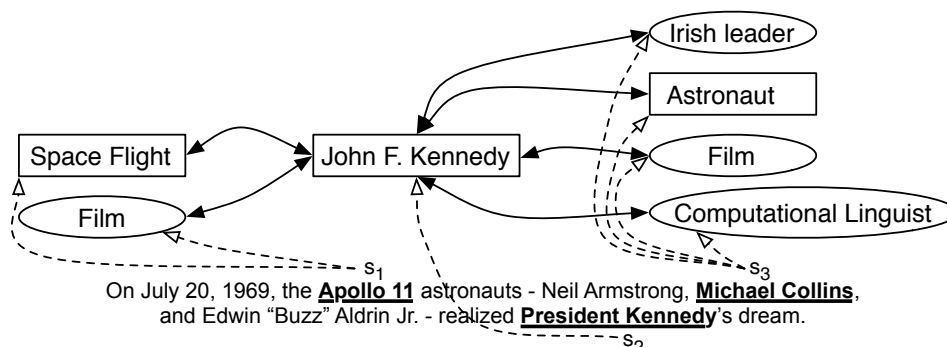 Irish leader
Astronaut
Space Flight
John F. Kennedy
Film
Film
Computational Linguist
s1
s3
On July 20, 1969, the Apollo 11 astronauts - Neil Armstrong, Michael Collins,
and Edwin “Buzz” Aldrin Jr. - realized President Kennedy’s dream.
s2